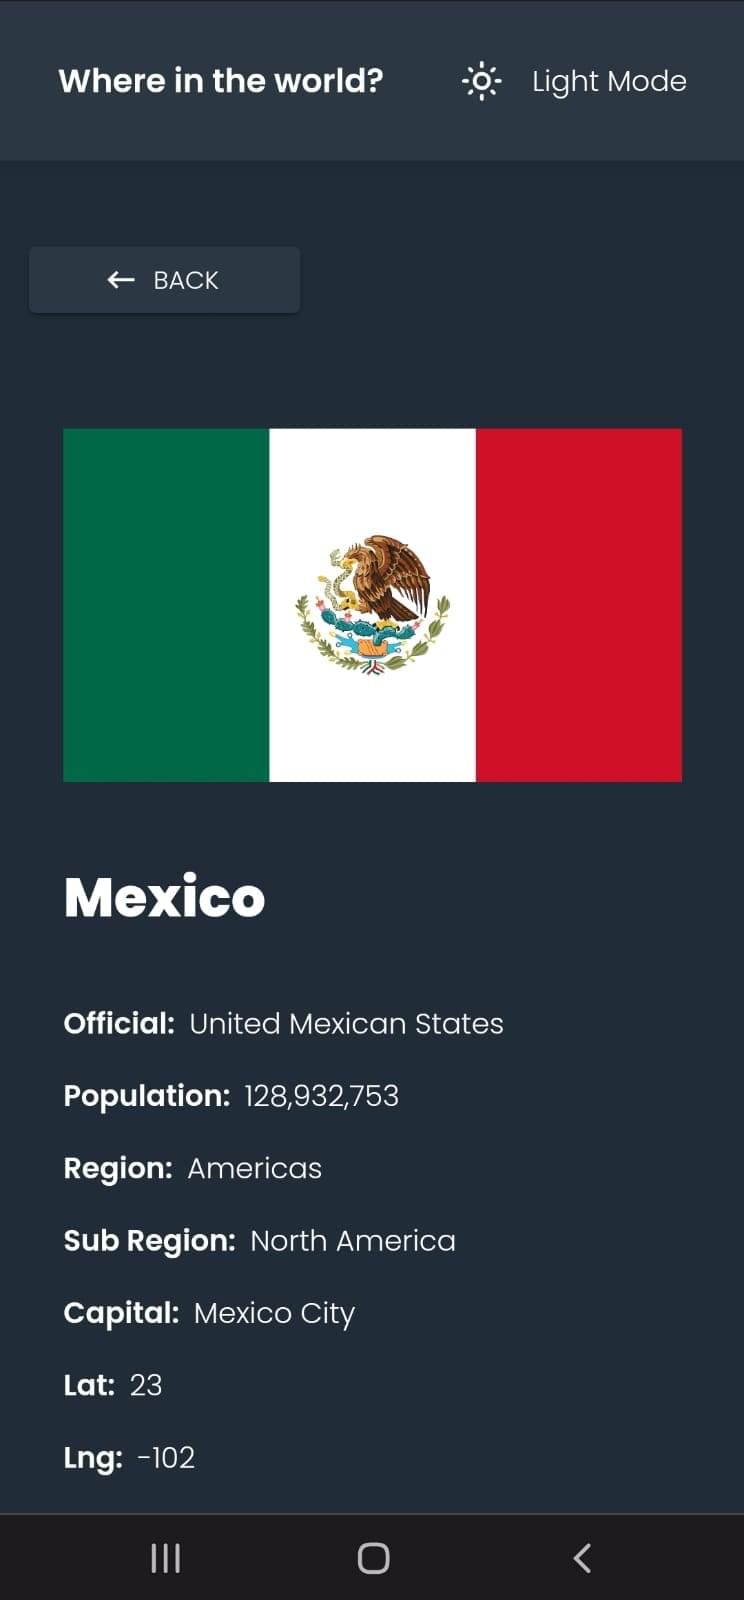 Where in the world? Light Mode
BACK
Mexico
Official: United Mexican States
Population: 128,932,753
Region: Americas
Sub Region: North America
Capital: Mexico City
Lat: 23
Lng: -102